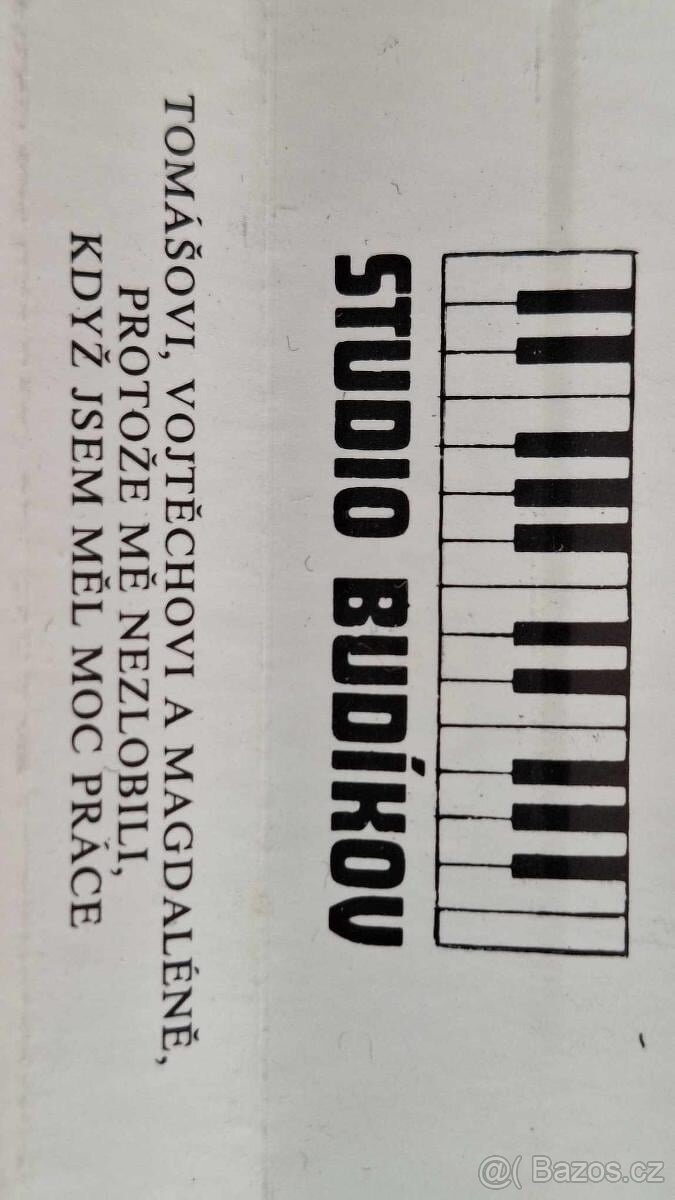 STUDIO BUDÍKOV
TOMÁŠOVI, VOJTĚCHOVI A MAGDALÉNĚ,
PROTOŽE MĚ NEZLOBILI,
KDYŽ JSEM MĚL MOC PRÁCE
@( Bazos.cz